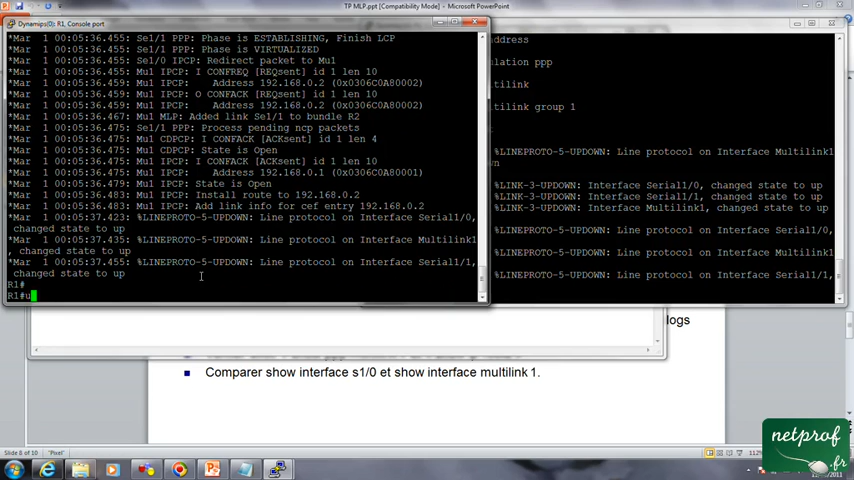 TP MLP.ppt [Compatibility Mode] - Microsoft PowerPoint
Dynamips(0): R1, Console port
*Mar  1 00:05:36.455: Se1/1 PPP: Phase is ESTABLISHING, Finish LCP
*Mar  1 00:05:36.455: Se1/1 PPP: Phase is VIRTUALIZED
*Mar  1 00:05:36.455: Se1/0 IPCP: Redirect packet to Mu1
*Mar  1 00:05:36.459: Mu1 IPCP: I CONFREQ [REQsent] id 1 len 10
*Mar  1 00:05:36.459: Mu1 IPCP:    Address 192.168.0.2 (0x0306C0A80002)
*Mar  1 00:05:36.459: Mu1 IPCP: O CONFACK [REQsent] id 1 len 10
*Mar  1 00:05:36.459: Mu1 IPCP:    Address 192.168.0.2 (0x0306C0A80002)
*Mar  1 00:05:36.467: Mu1 MLP: Added link Se1/1 to bundle R2
*Mar  1 00:05:36.475: Se1/1 PPP: Process pending ncp packets
*Mar  1 00:05:36.475: Mu1 CDPCP: I CONFACK [ACKsent] id 1 len 4
*Mar  1 00:05:36.475: Mu1 CDPCP: State is Open
*Mar  1 00:05:36.475: Mu1 IPCP: I CONFACK [ACKsent] id 1 len 10
*Mar  1 00:05:36.475: Mu1 IPCP:    Address 192.168.0.1 (0x0306C0A80001)
*Mar  1 00:05:36.479: Mu1 IPCP: State is Open
*Mar  1 00:05:36.483: Mu1 IPCP: Install route to 192.168.0.2
*Mar  1 00:05:36.483: Mu1 IPCP: Add link info for cef entry 192.168.0.2
*Mar  1 00:05:37.423: %LINEPROTO-5-UPDOWN: Line protocol on Interface Serial1/0,
changed state to up
*Mar  1 00:05:37.435: %LINEPROTO-5-UPDOWN: Line protocol on Interface Multilink1
, changed state to up
*Mar  1 00:05:37.455: %LINEPROTO-5-UPDOWN: Line protocol on Interface Serial1/1,
changed state to up
R1#
R1#u
address
ulation ppp
ultilink
ultilink group 1
%LINEPROTO-5-UPDOWN: Line protocol on Interface Multilink1
wn
%LINK-3-UPDOWN: Interface Serial1/0, changed state to up
%LINK-3-UPDOWN: Interface Serial1/1, changed state to up
%LINK-3-UPDOWN: Interface Multilink1, changed state to up
%LINEPROTO-5-UPDOWN: Line protocol on Interface Serial1/0,
%LINEPROTO-5-UPDOWN: Line protocol on Interface Multilink1
%LINEPROTO-5-UPDOWN: Line protocol on Interface Serial1/1,
logs
■ Comparer show interface s1/0 et show interface multilink 1.
Slide 8 of 10
"Pixel"
netprof
.fr